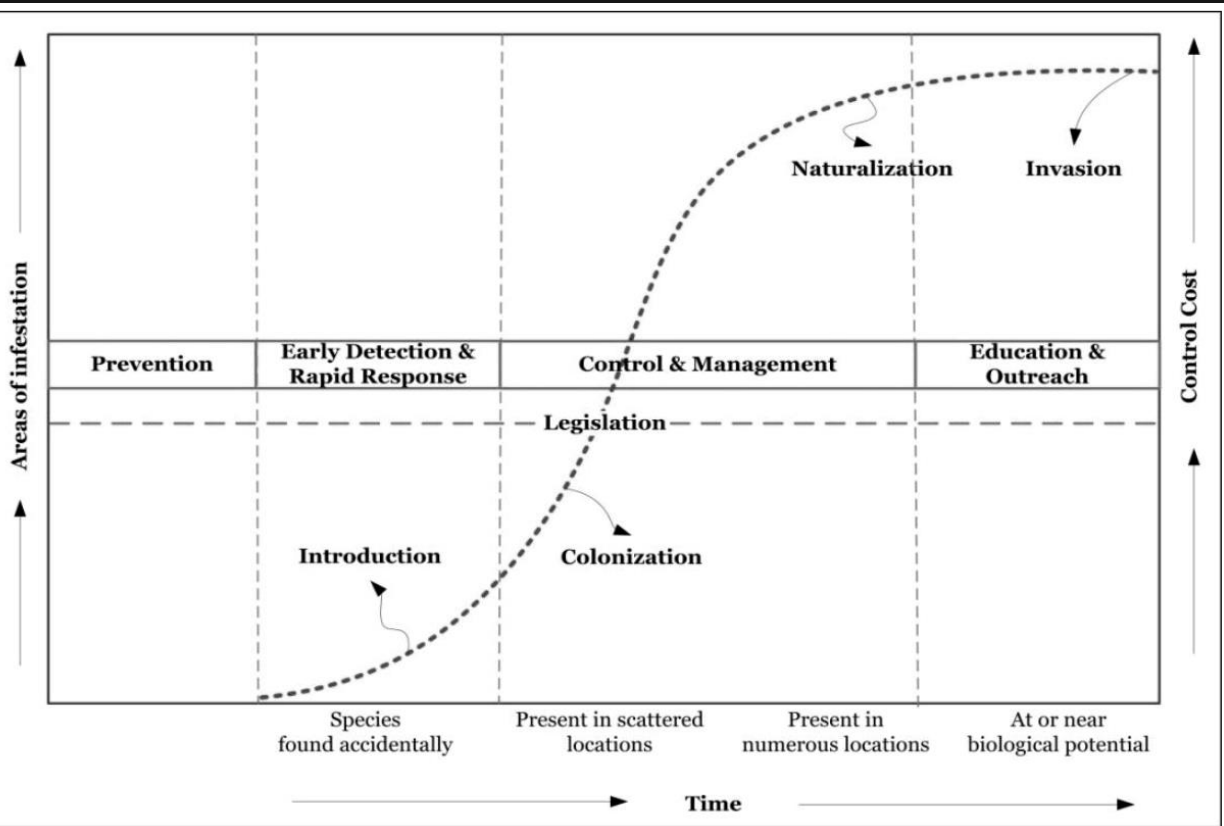 Areas of infestation
Naturalization
Invasion
Prevention
Early Detection &
Rapid Response
Control & Management
Education &
Outreach
Legislation
Introduction
Colonization
Control Cost
Species
found accidentally
Present in scattered
locations
Present in
numerous locations
At or near
biological potential
Time